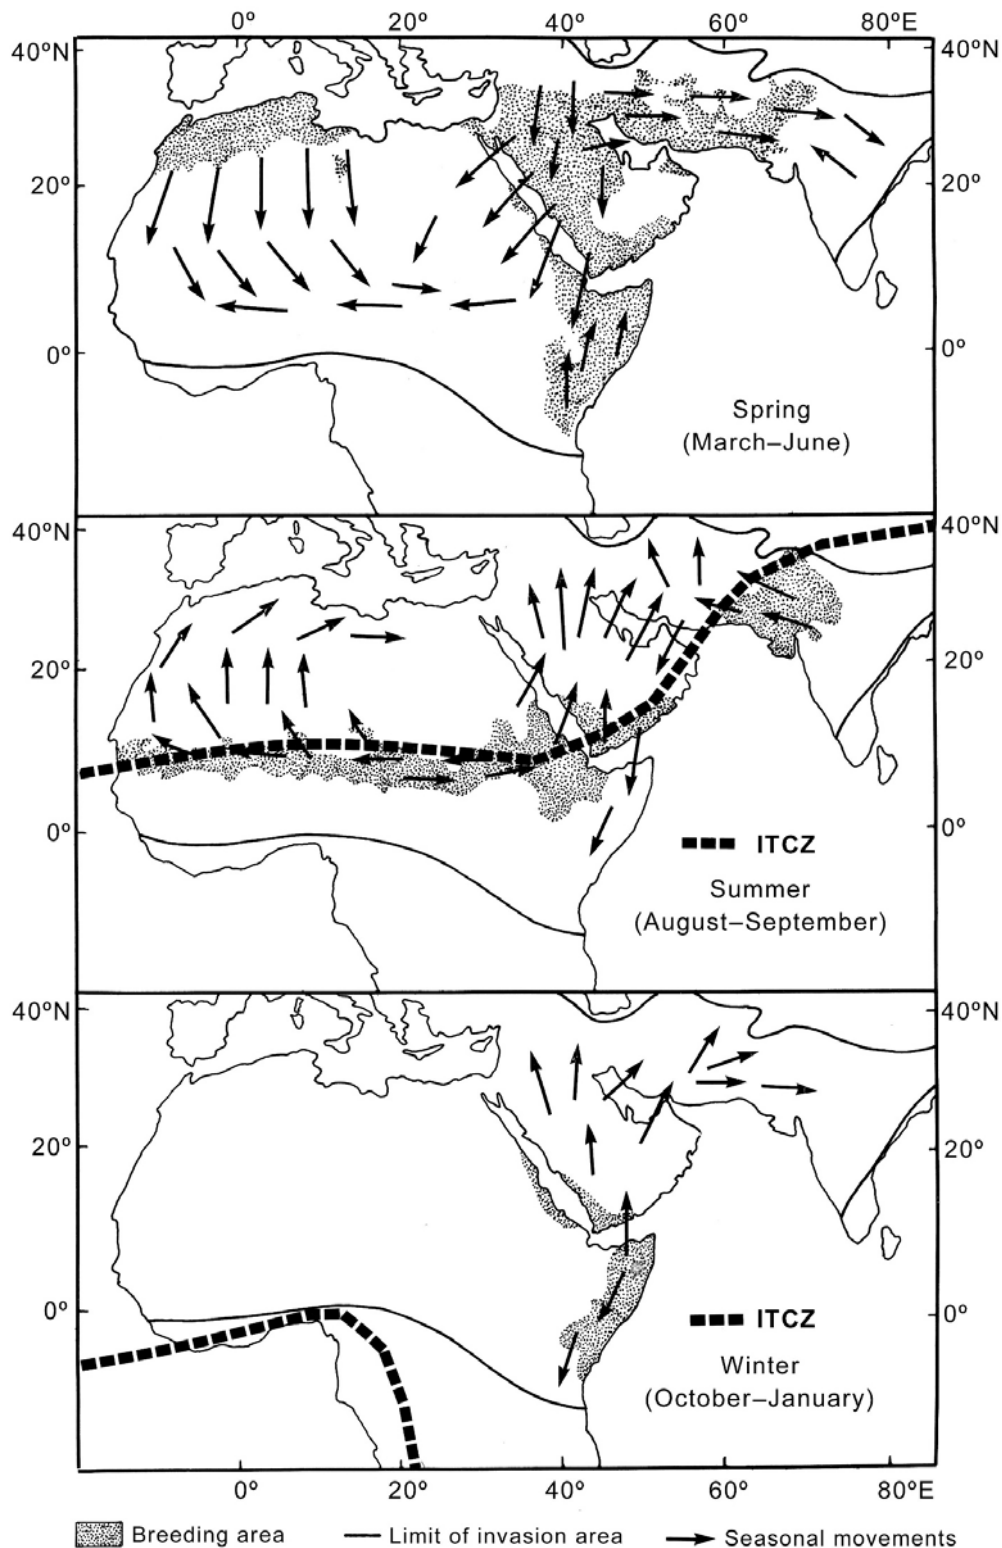 0º 20º 40º 80ºE
40ºN 40ºN
20º 20º
0º 0º
Spring
(March–June)
40ºN 40ºN
20º 20º
0º 0º
ITCZ
Summer
(August–September)
40ºN 40ºN
20º 20º
0º 0º
ITCZ
Winter
(October–January)
0º 20º 40º 60º 80ºE
Breeding area Limit of invasion area Seasonal movements